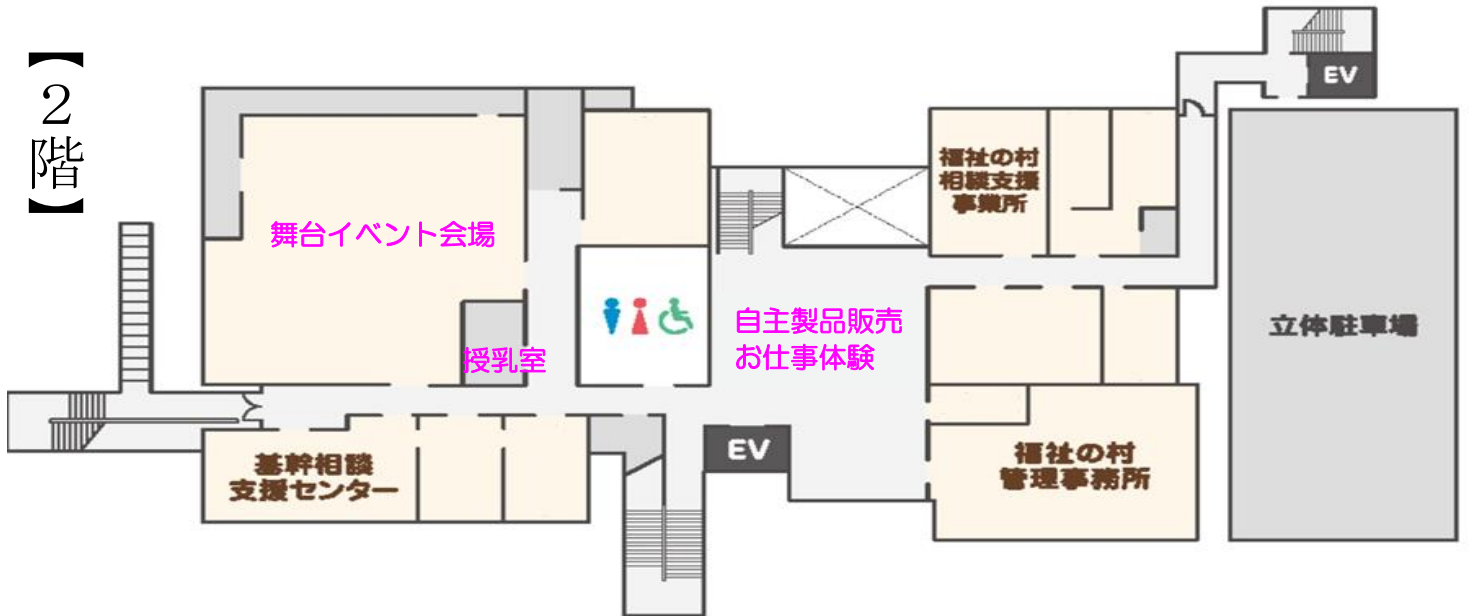 【2階】
EV
福祉の村
相談支援
事業所
舞台イベント会場
自主製品販売
お仕事体験
立体駐車場
授乳室
EV
基幹相談
支援センター
福祉の村
管理事務所